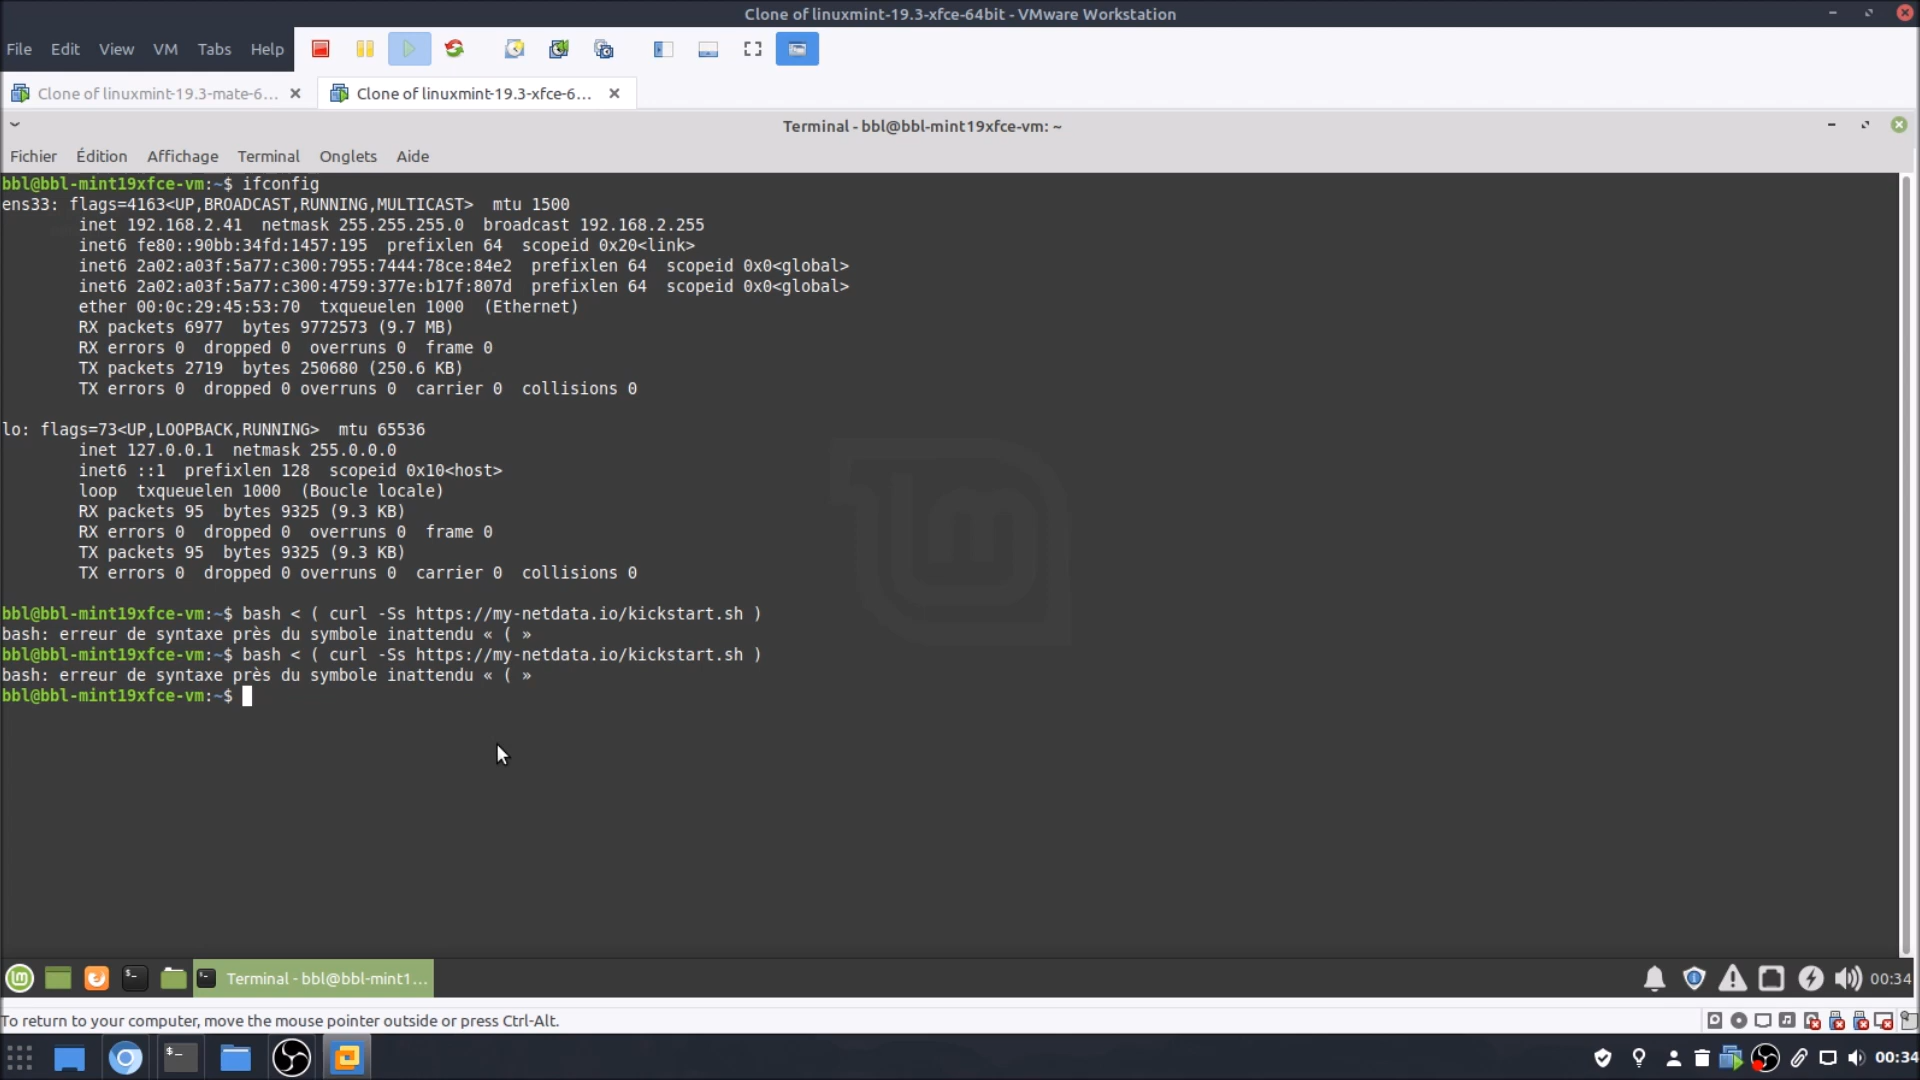 Clone of linuxmint-19.3-xfce-64bit - VMware Workstation
File Edit View VM Tabs Help
Clone of linuxmint-19.3-mate-6... Clone of linuxmint-19.3-xfce-6...
Terminal - bbl@bbl-mint19xfce-vm: ~
Fichier Édition Affichage Terminal Onglets Aide
bbl@bbl-mint19xfce-vm:~$ ifconfig
ens33: flags=4163<UP,BROADCAST,RUNNING,MULTICAST>  mtu 1500
        inet 192.168.2.41  netmask 255.255.255.0  broadcast 192.168.2.255
        inet6 fe80::90bb:34fd:1457:195  prefixlen 64  scopeid 0x20<link>
        inet6 2a02:a03f:5a77:c300:7955:7444:78ce:84e2  prefixlen 64  scopeid 0x0<global>
        inet6 2a02:a03f:5a77:c300:4759:377e:b17f:807d  prefixlen 64  scopeid 0x0<global>
        ether 00:0c:29:45:53:70  txqueuelen 1000  (Ethernet)
        RX packets 6977  bytes 9772573 (9.7 MB)
        RX errors 0  dropped 0  overruns 0  frame 0
        TX packets 2719  bytes 250680 (250.6 KB)
        TX errors 0  dropped 0 overruns 0  carrier 0  collisions 0
lo: flags=73<UP,LOOPBACK,RUNNING>  mtu 65536
        inet 127.0.0.1  netmask 255.0.0.0
        inet6 ::1  prefixlen 128  scopeid 0x10<host>
        loop  txqueuelen 1000  (Boucle locale)
        RX packets 95  bytes 9325 (9.3 KB)
        RX errors 0  dropped 0  overruns 0  frame 0
        TX packets 95  bytes 9325 (9.3 KB)
        TX errors 0  dropped 0 overruns 0  carrier 0  collisions 0
bbl@bbl-mint19xfce-vm:~$ bash < ( curl -Ss https://my-netdata.io/kickstart.sh )
bash: erreur de syntaxe près du symbole inattendu « ( »
bbl@bbl-mint19xfce-vm:~$ bash < ( curl -Ss https://my-netdata.io/kickstart.sh )
bash: erreur de syntaxe près du symbole inattendu « ( »
bbl@bbl-mint19xfce-vm:~$
Terminal - bbl@bbl-mint1... 00:34
To return to your computer, move the mouse pointer outside or press Ctrl-Alt.
00:34